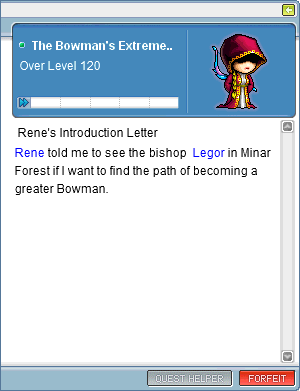 The Bowman's Extreme..
Over Level 120
Rene's Introduction Letter
Rene told me to see the bishop Legor in Minar
Forest if I want to find the path of becoming a
greater Bowman.
QUEST HELPER
FORFEIT